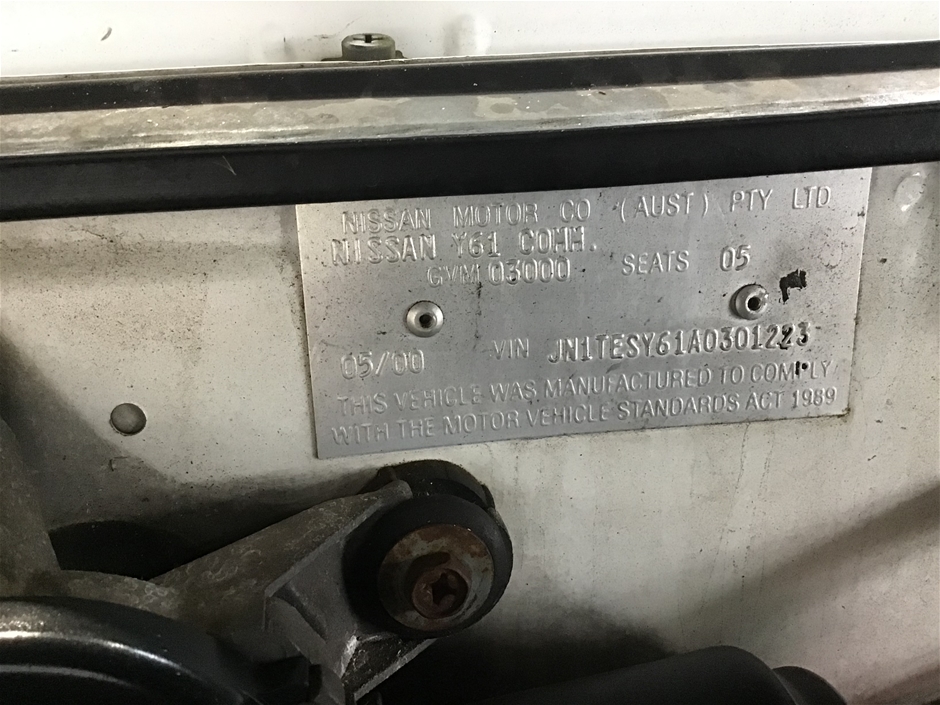 NISSAN MOTOR CO (AUST) PTY LTD
NISSAN Y61 COMM.
GVM 03000 SEATS 05
05/00 VIN JN1TESY61A0301223
THIS VEHICLE WAS MANUFACTURED TO COMPLY
WITH THE MOTOR VEHICLE STANDARDS ACT 1989